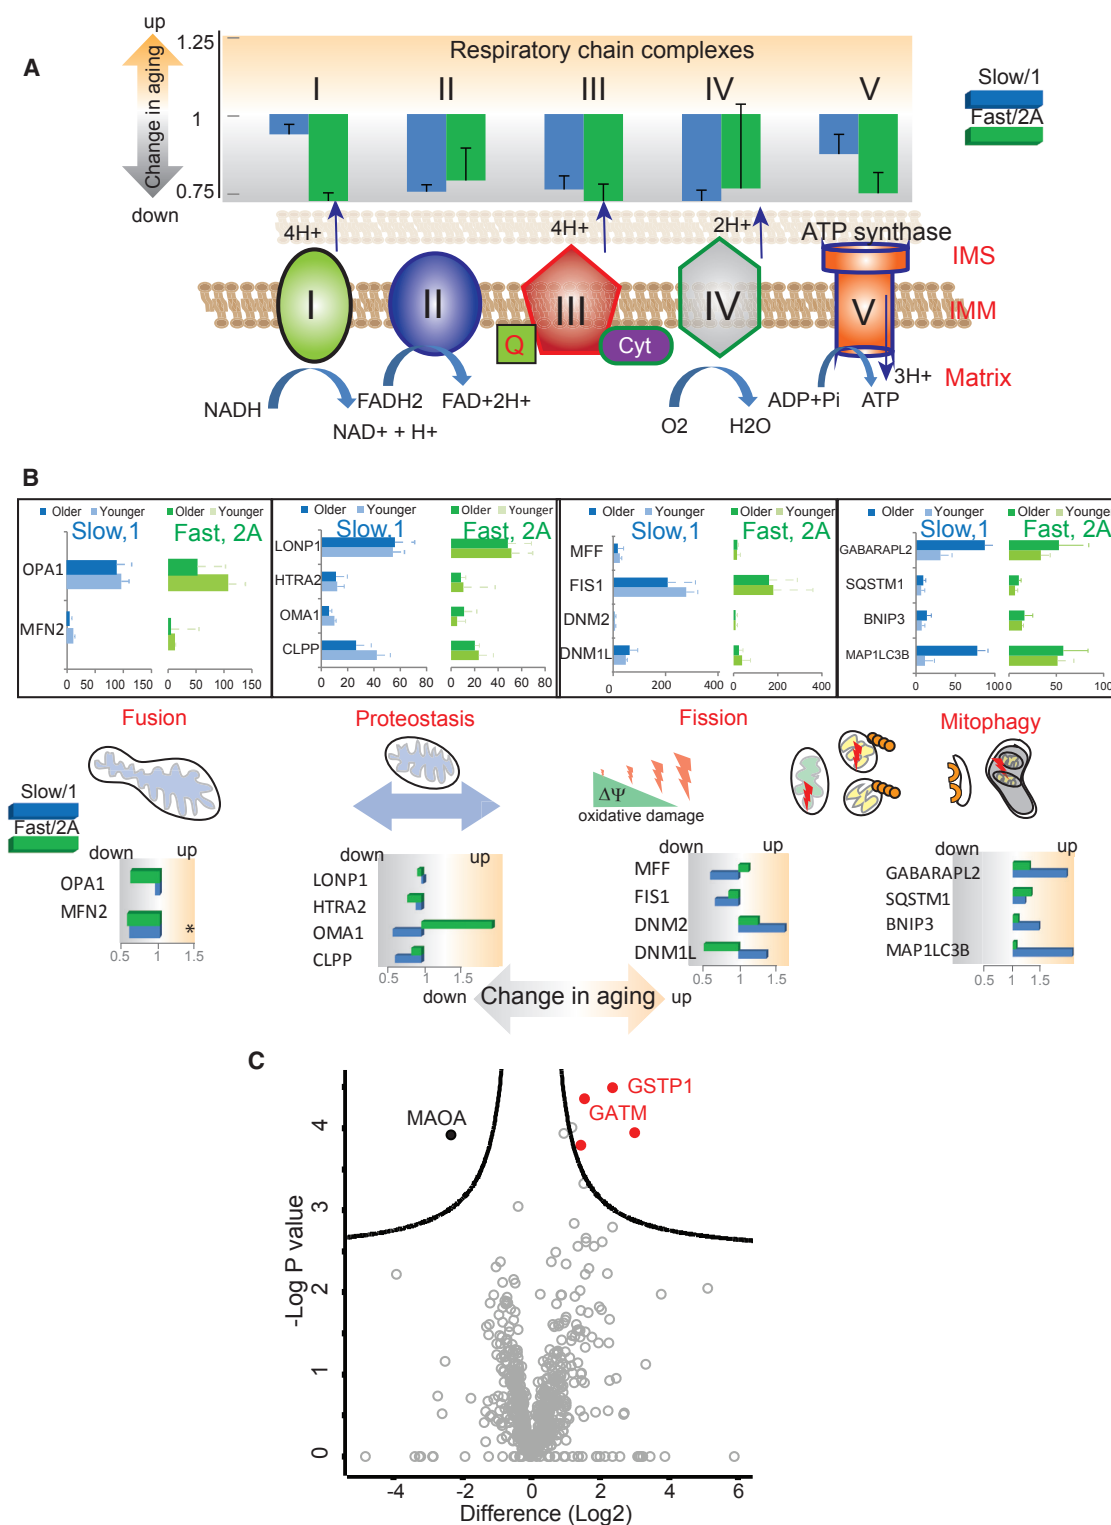 A
up
Change in aging
down
1.25
1
0.75
Respiratory chain complexes
I II III IV V
Slow/1
Fast/2A
4H+ 4H+ 2H+ ATP synthase
IMS
I II III IV V
IMM
Q Cyt
3H+ Matrix
NADH FADH2 FAD+2H+ ADP+Pi ATP
NAD+ + H+ O2 H2O
B
Older Younger Older Younger
Slow,1 Fast, 2A
OPA1
MFN2
0 50 100 150 0 50 100 150
Older Younger Older Younger
Slow,1 Fast, 2A
LONP1
HTRA2
OMA1
CLPP
0 20 40 60 80 0 20 40 60 80
Older Younger Older Younger
Slow,1 Fast, 2A
MFF
FIS1
DNM2
DNM1L
0 200 400 0 200 400
Older Younger Older Younger
Slow,1 Fast, 2A
GABARAPL2
SQSTM1
BNIP3
MAP1LC3B
0 50 100 0 50 100
Fusion Proteostasis Fission Mitophagy
ΔΨ
oxidative damage
Slow/1
Fast/2A
down up
OPA1
MFN2
*
0.5 1 1.5
down up
LONP1
HTRA2
OMA1
CLPP
0.5 1 1.5
down up
MFF
FIS1
DNM2
DNM1L
0.5 1 1.5
down up
GABARAPL2
SQSTM1
BNIP3
MAP1LC3B
0.5 1 1.5
down Change in aging up
C
GSTP1
GATM
MAOA
-Log P value
4
3
2
1
0
-4 -2 0 2 4 6
Difference (Log2)